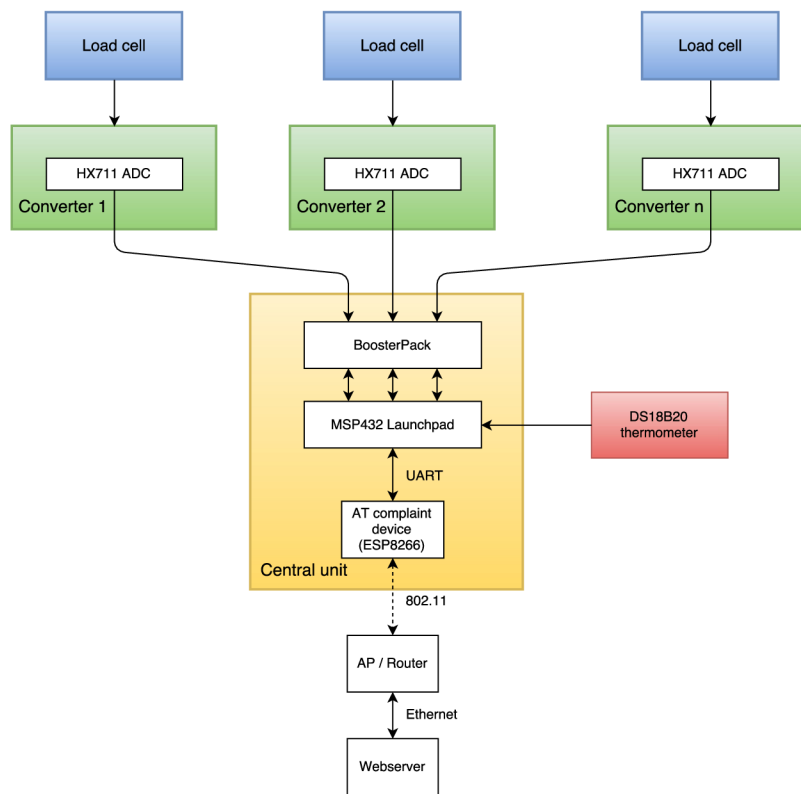 Load cell
Load cell
Load cell
HX711 ADC
HX711 ADC
HX711 ADC
Converter 1
Converter 2
Converter n
BoosterPack
MSP432 Launchpad
DS18B20
thermometer
UART
AT complaint
device
(ESP8266)
Central unit
802.11
AP / Router
Ethernet
Webserver